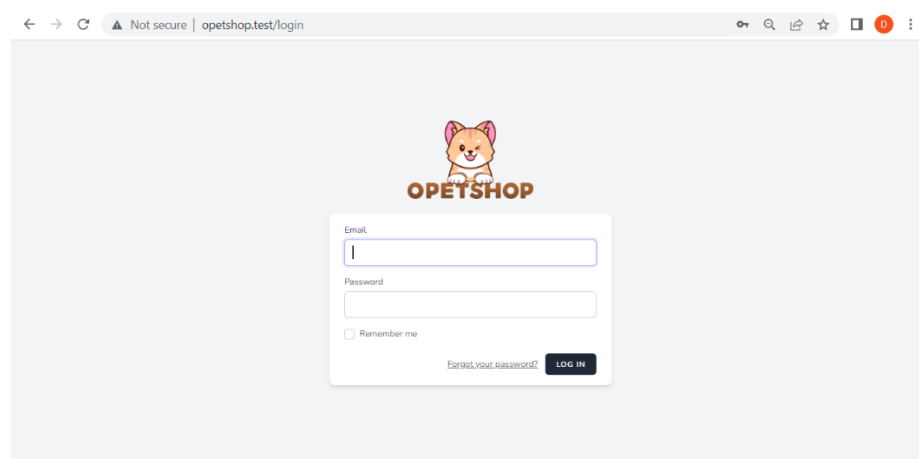 Not secure | opetshop.test/login
D
OPETSHOP
Email
Password
Remember me
Forgot your password? LOG IN